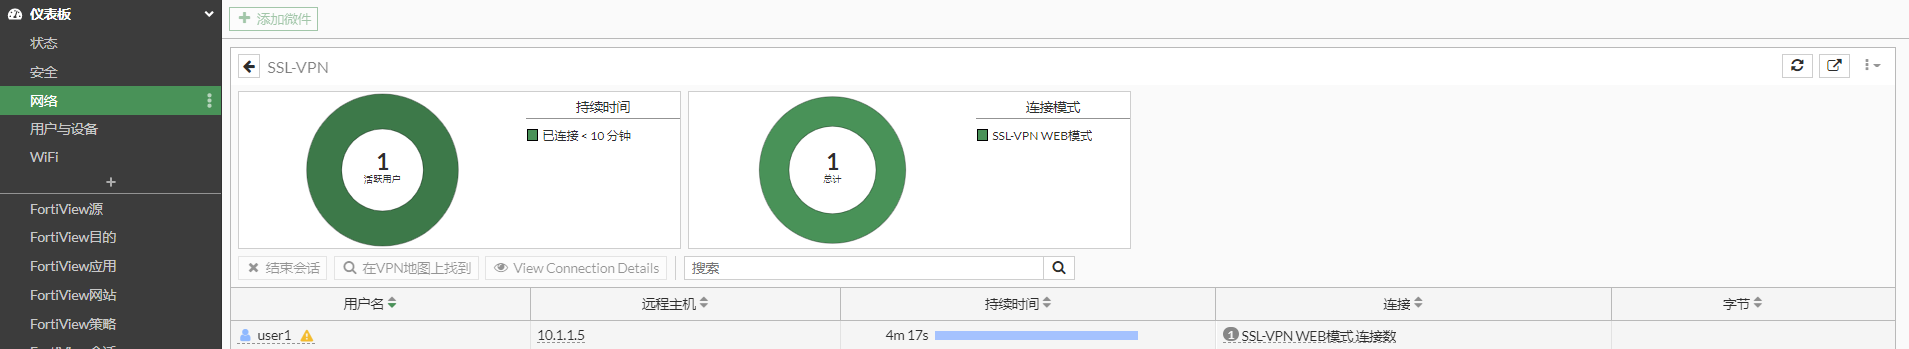 仪表板
状态
安全
网络
用户与设备
WiFi
+
FortiView源
FortiView目的
FortiView应用
FortiView网站
FortiView策略
添加微件
SSL-VPN
1
活跃用户
持续时间
已连接 < 10 分钟
1
总计
连接模式
SSL-VPN WEB模式
结束会话 在VPN地图上找到 View Connection Details 搜索
用户名 远程主机 持续时间 连接 字节
user1 10.1.1.5 4m 17s 1 SSL-VPN WEB模式 连接数